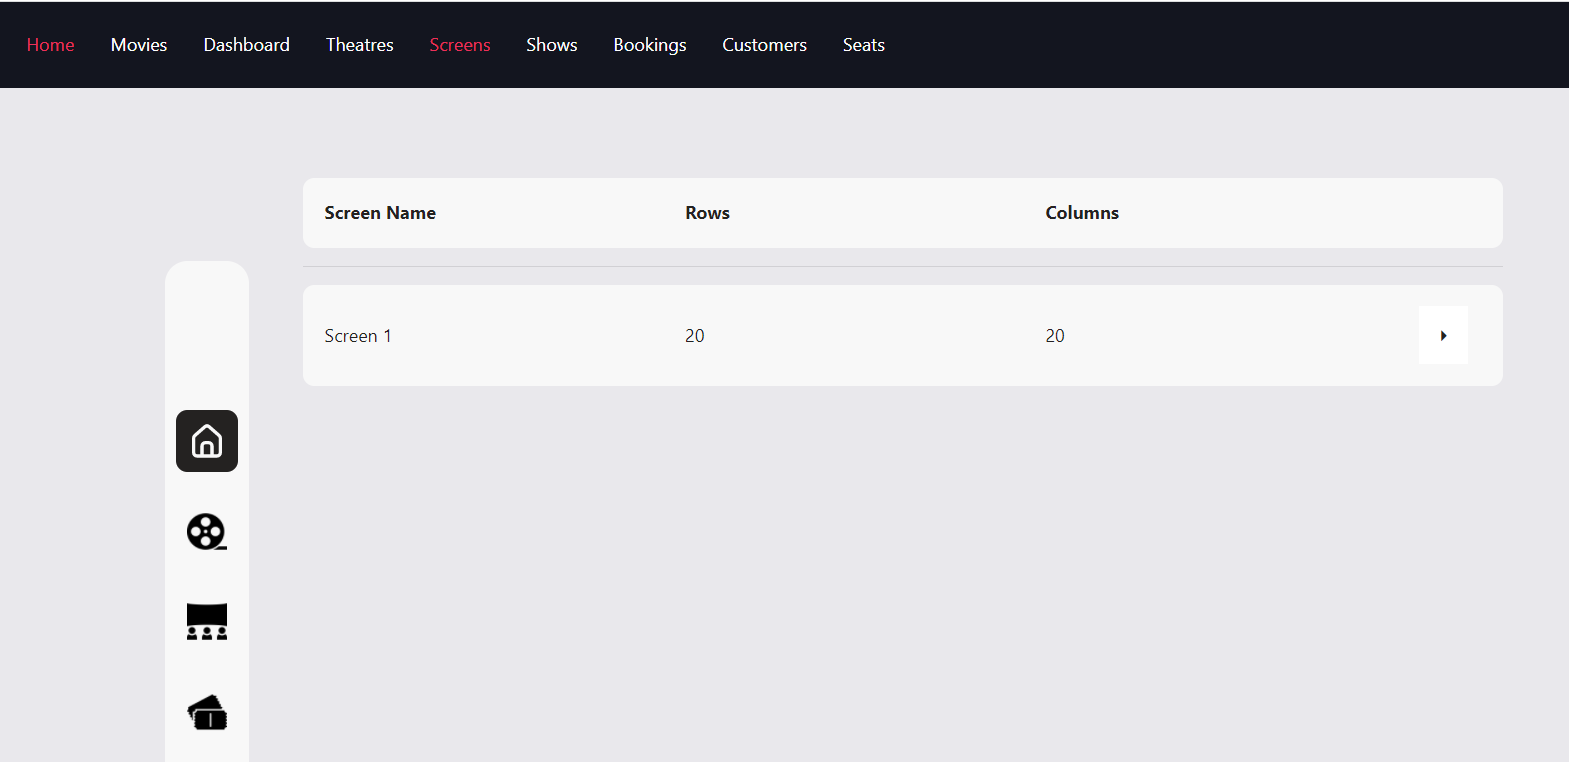 Home Movies Dashboard Theatres Screens Shows Bookings Customers Seats
Screen Name Rows Columns
Screen 1 20 20